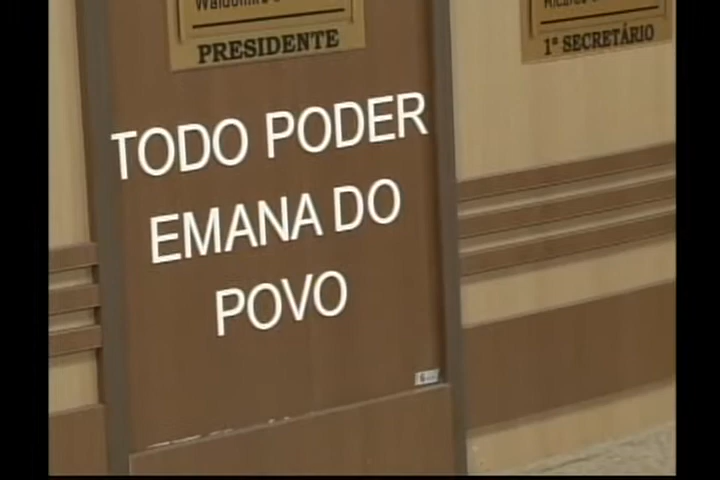 PRESIDENTE
1º SECRETÁRIO
TODO PODER
EMANA DO
POVO